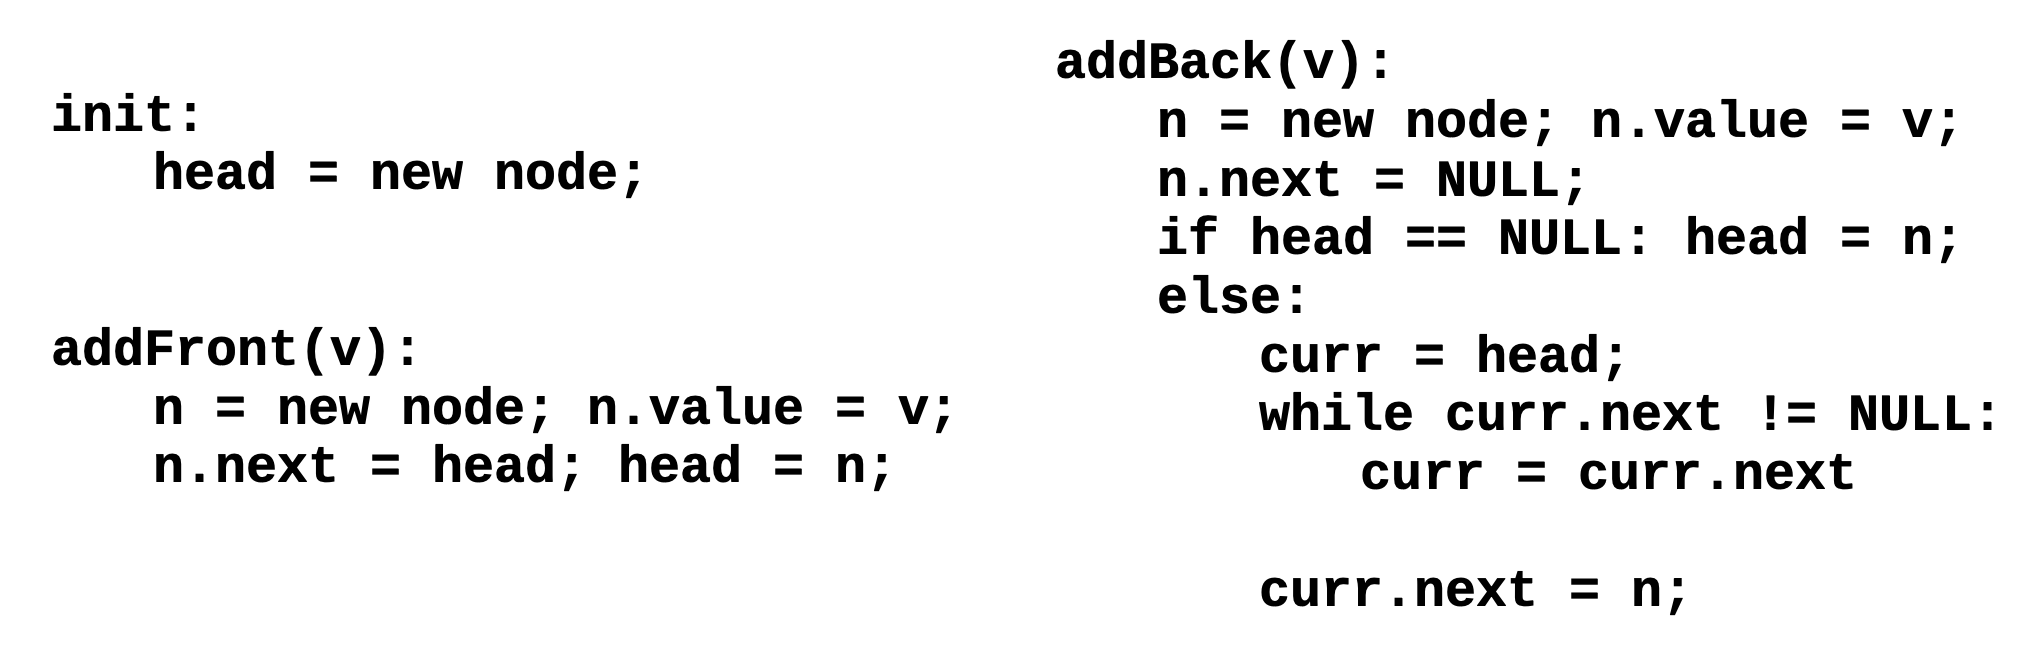 init:
head = new node;
addFront(v):
n = new node; n.value = v;
n.next = head; head = n;
addBack(v):
n = new node; n.value = v;
n.next = NULL;
if head == NULL: head = n;
else:
curr = head;
while curr.next != NULL:
curr = curr.next
curr.next = n;